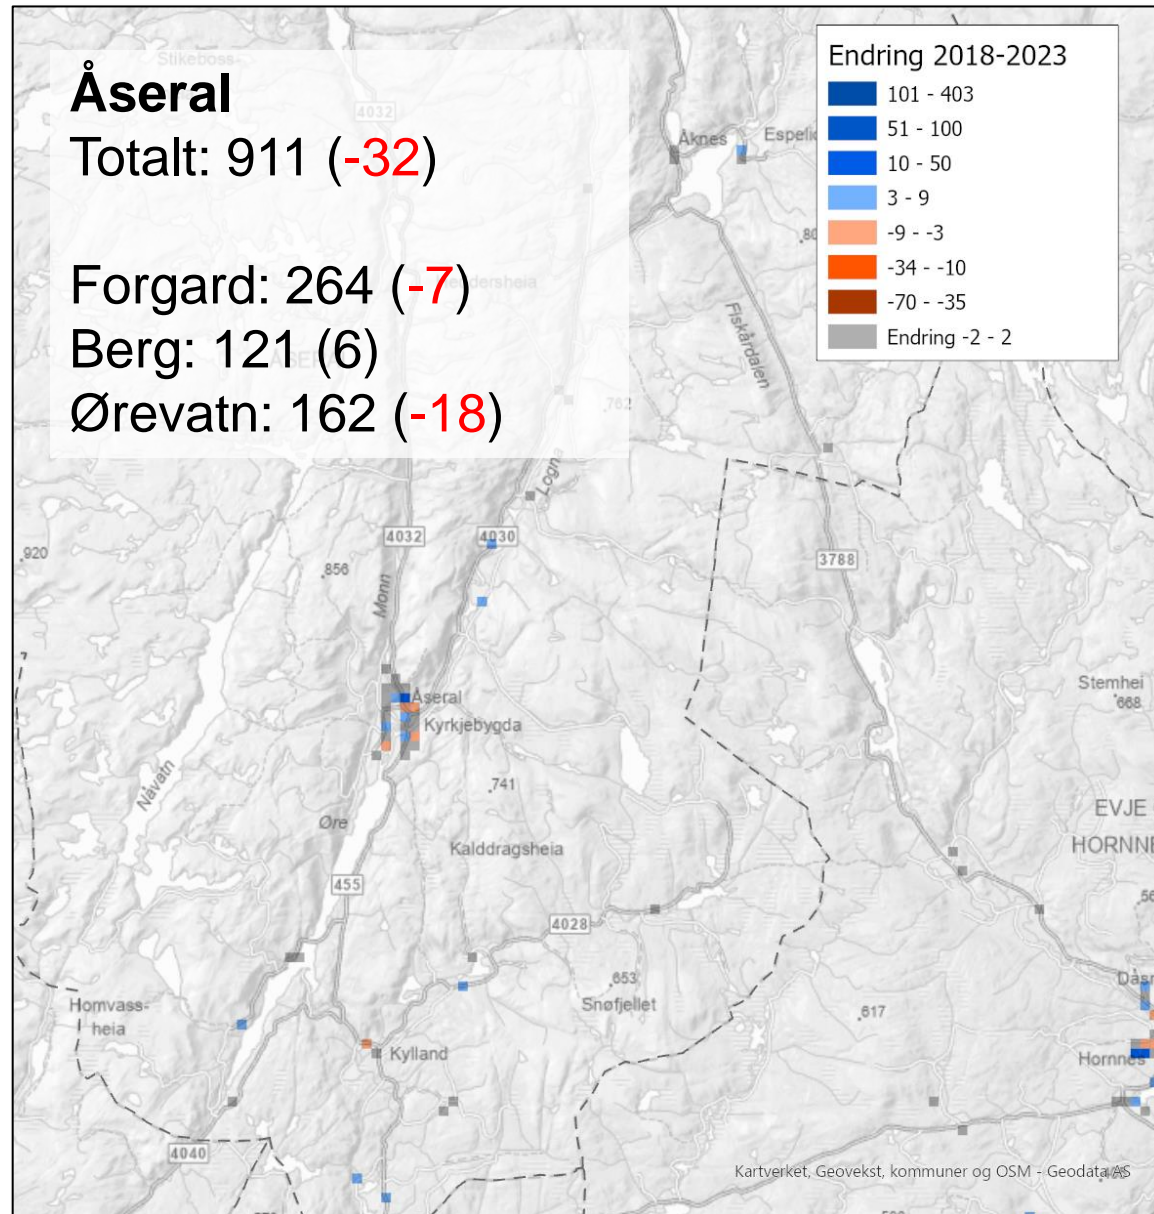 Stikeboss-
Åseral
Totalt: 911 (-32)
Forgard: 264 (-7)
Berg: 121 (6)
Ørevatn: 162 (-18)
Endring 2018-2023
101 - 403
51 - 100
10 - 50
3 - 9
-9 - -3
-34 - -10
-70 - -35
Endring -2 - 2
4032
Åknes
Fiskårdalen
762
Logna
4032
4030
920
856
Monn
3788
Åseral
Kyrkjebygda
Stemhei
668
Nåvatn
741
Øre
Kalddragsheia
EVJE
455
4028
653
Snøfjellet
617
Homvass-
heia
Kylland
Hornnes
4040
Kartverket, Geovekst, kommuner og OSM - Geodata AS